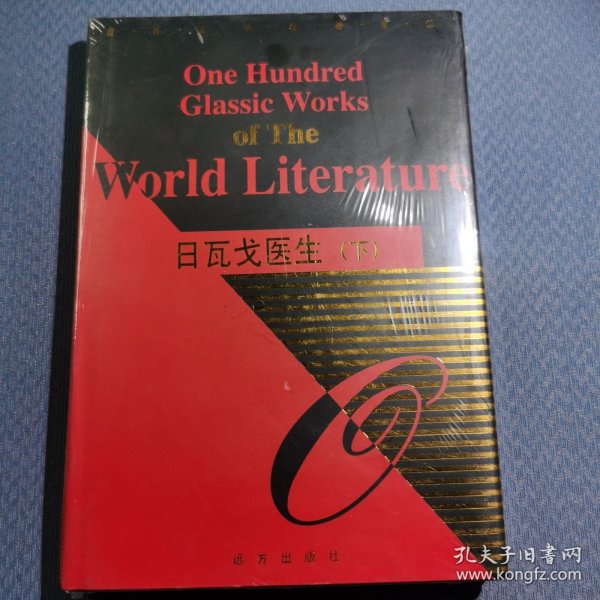 One Hundred
Glassic Works
of The
World Literature
日瓦戈医生（下）
远方出版社
孔夫子旧书网
www.kongfz.com